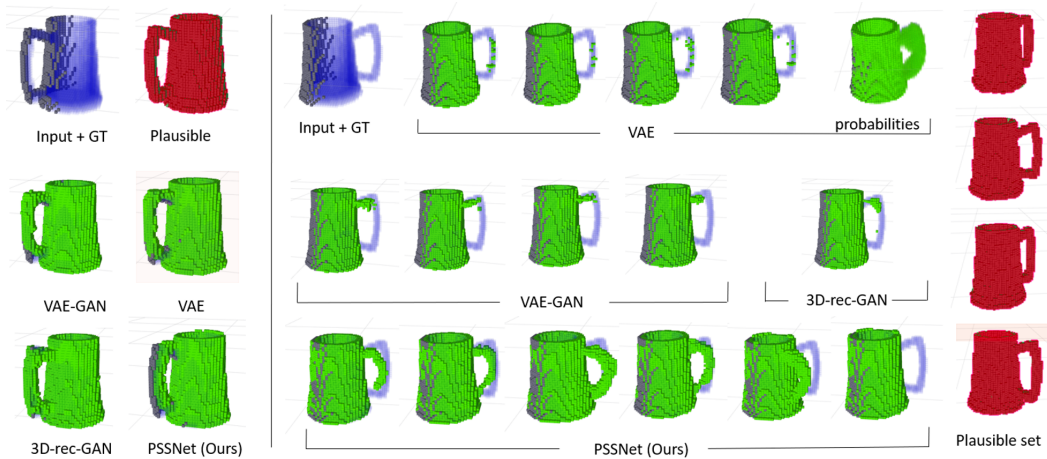 Input + GT
Plausible
Input + GT
VAE
probabilities
VAE-GAN
VAE
VAE-GAN
3D-rec-GAN
3D-rec-GAN
PSSNet (Ours)
PSSNet (Ours)
Plausible set